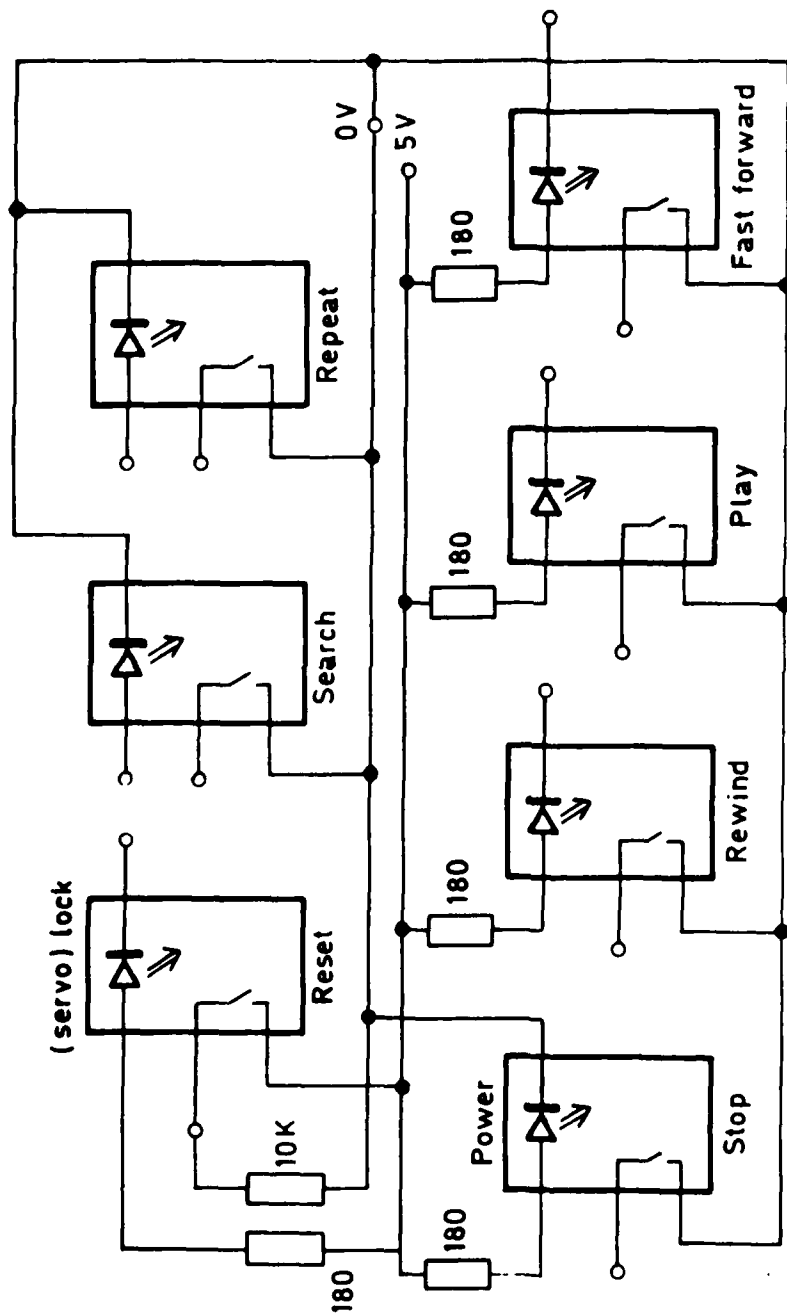 (servo) lock
Reset
Search
Repeat
180
10K
0V
5V
180
180
180
180
Power
Stop
Rewind
Play
Fast forward